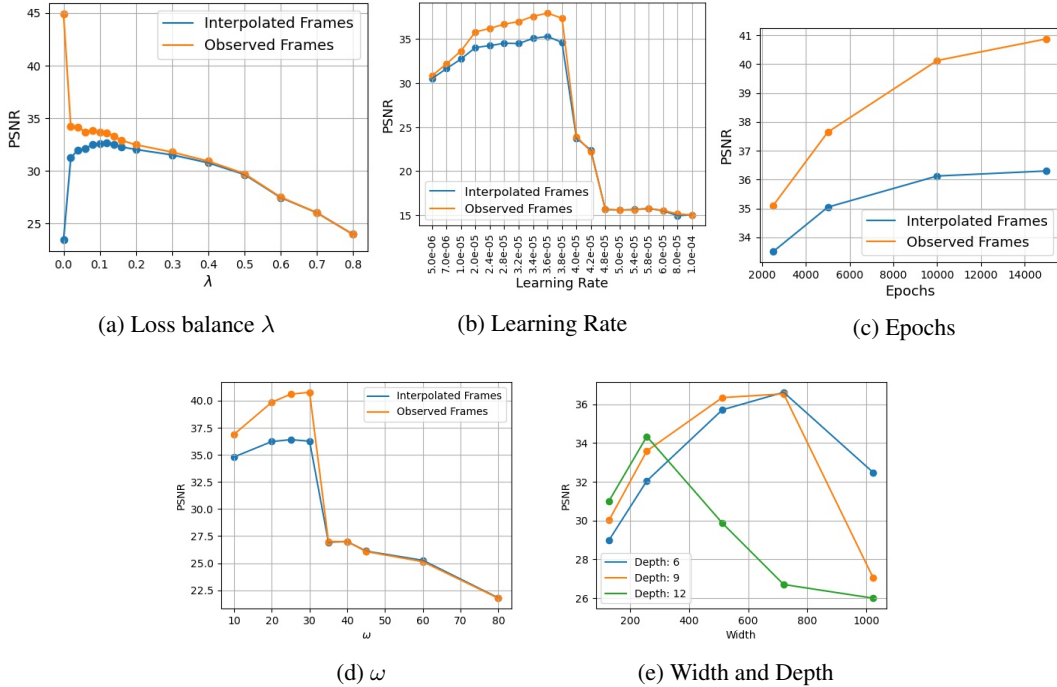 45
40
35
30
25
PSNR
Interpolated Frames
Observed Frames
0.0 0.1 0.2 0.3 0.4 0.5 0.6 0.7 0.8
λ
(a) Loss balance λ
35
30
25
20
15
PSNR
Interpolated Frames
Observed Frames
5.0e-06 7.0e-06 1.0e-05 2.0e-05 2.4e-05 2.8e-05 3.2e-05 3.4e-05 3.6e-05 3.8e-05 4.0e-05 4.2e-05 4.8e-05 5.0e-05 5.4e-05 5.8e-05 6.0e-05 8.0e-05 1.0e-04
Learning Rate
(b) Learning Rate
41
40
39
38
37
36
35
34
PSNR
Interpolated Frames
Observed Frames
2000 4000 6000 8000 10000 12000 14000
Epochs
(c) Epochs
40.0
37.5
35.0
32.5
30.0
27.5
25.0
22.5
PSNR
Interpolated Frames
Observed Frames
10 20 30 40 50 60 70 80
ω
(d) ω
36
34
32
30
28
26
PSNR
Depth: 6
Depth: 9
Depth: 12
200 400 600 800 1000
Width
(e) Width and Depth